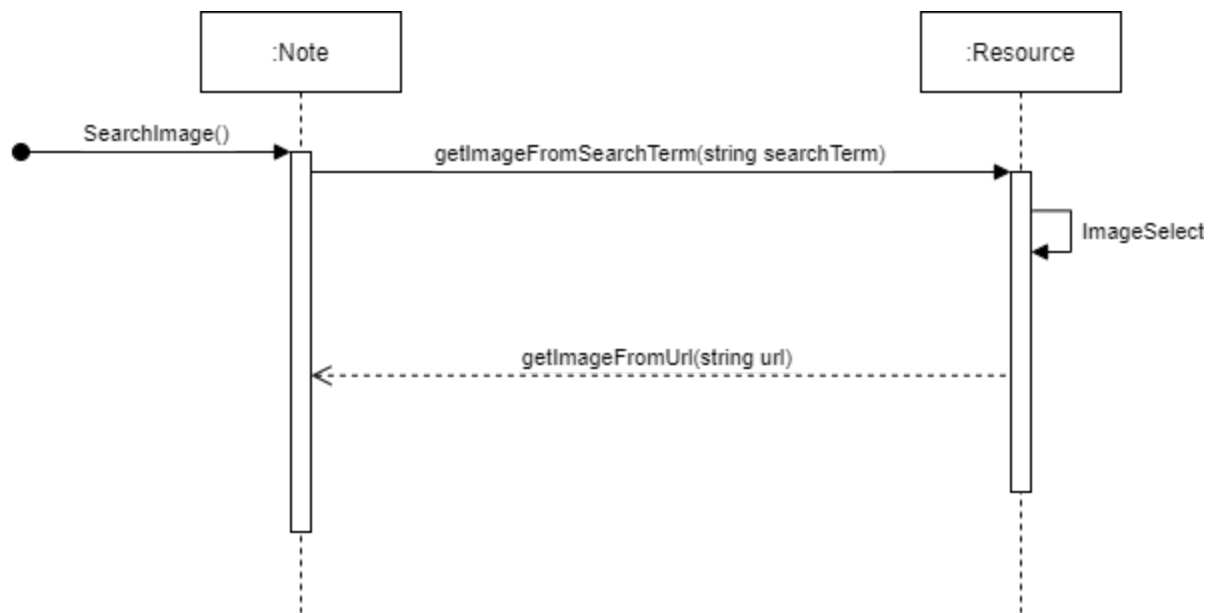 :Note
:Resource
SearchImage()
getImageFromSearchTerm(string searchTerm)
ImageSelect
getImageFromUrl(string url)